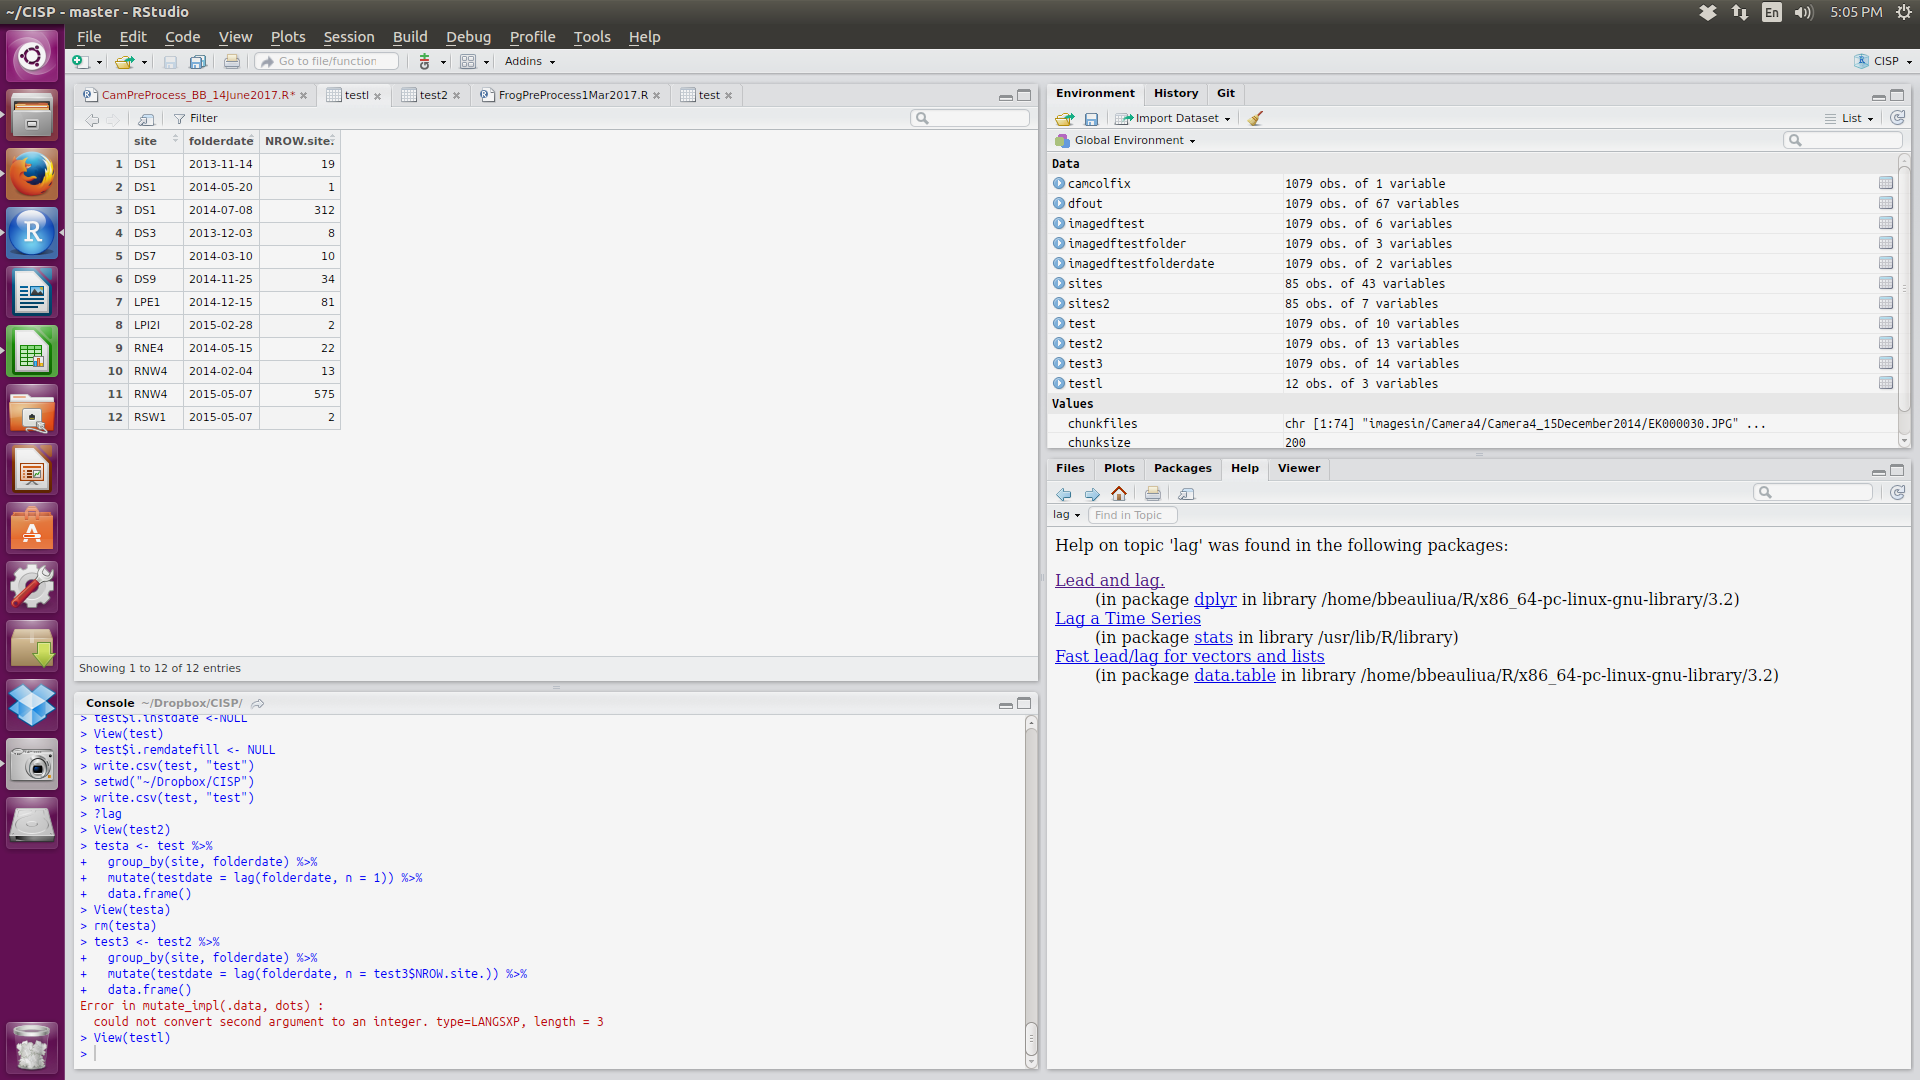 ~/CISP - master - RStudio
En
5:05 PM
File Edit Code View Plots Session Build Debug Profile Tools Help
Go to file/function
Addins
CISP
CamPreProcess_BB_14June2017.R*
testl
test2
FrogPreProcess1Mar2017.R
test
Filter
site folderdate NROW.site.
1 DS1 2013-11-14 19
2 DS1 2014-05-20 1
3 DS1 2014-07-08 312
4 DS3 2013-12-03 8
5 DS7 2014-03-10 10
6 DS9 2014-11-25 34
7 LPE1 2014-12-15 81
8 LPI2I 2015-02-28 2
9 RNE4 2014-05-15 22
10 RNW4 2014-02-04 13
11 RNW4 2015-05-07 575
12 RSW1 2015-05-07 2
Showing 1 to 12 of 12 entries
Console ~/Dropbox/CISP/
> test$i.instdate <-NULL
> View(test)
> test$i.remdatefill <- NULL
> write.csv(test, "test")
> setwd("~/Dropbox/CISP")
> write.csv(test, "test")
> ?lag
> View(test2)
> testa <- test %>%
+   group_by(site, folderdate) %>%
+   mutate(testdate = lag(folderdate, n = 1)) %>%
+   data.frame()
> View(testa)
> rm(testa)
> test3 <- test2 %>%
+   group_by(site, folderdate) %>%
+   mutate(testdate = lag(folderdate, n = test3$NROW.site.)) %>%
+   data.frame()
Error in mutate_impl(.data, dots) :
  could not convert second argument to an integer. type=LANGSXP, length = 3
> View(testl)
>
Environment History Git
Import Dataset
List
Global Environment
Data
camcolfix 1079 obs. of 1 variable
dfout 1079 obs. of 67 variables
imagedftest 1079 obs. of 6 variables
imagedftestfolder 1079 obs. of 3 variables
imagedftestfolderdate 1079 obs. of 2 variables
sites 85 obs. of 43 variables
sites2 85 obs. of 7 variables
test 1079 obs. of 10 variables
test2 1079 obs. of 13 variables
test3 1079 obs. of 14 variables
testl 12 obs. of 3 variables
Values
chunkfiles chr [1:74] "imagesin/Camera4/Camera4_15December2014/EK000030.JPG" ...
chunksize 200
Files Plots Packages Help Viewer
lag
Find in Topic
Help on topic 'lag' was found in the following packages:
Lead and lag.
(in package dplyr in library /home/bbeauliua/R/x86_64-pc-linux-gnu-library/3.2)
Lag a Time Series
(in package stats in library /usr/lib/R/library)
Fast lead/lag for vectors and lists
(in package data.table in library /home/bbeauliua/R/x86_64-pc-linux-gnu-library/3.2)